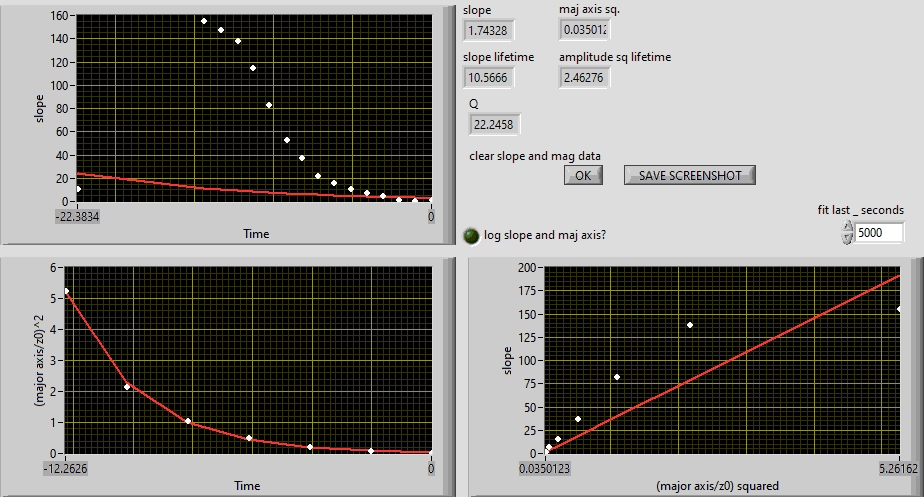 160
140
120
100
80
60
40
20
0
slope
-22.3834
0
Time
slope
1.74328
maj axis sq.
0.035012
slope lifetime
10.5666
amplitude sq lifetime
2.46276
Q
22.2458
clear slope and mag data
OK
SAVE SCREENSHOT
fit last _ seconds
5000
log slope and maj axis?
6
5
4
3
2
1
0
(major axis/z0)^2
-12.2626
0
Time
200
175
150
125
100
75
50
25
0
slope
0.0350123
5.26162
(major axis/z0) squared